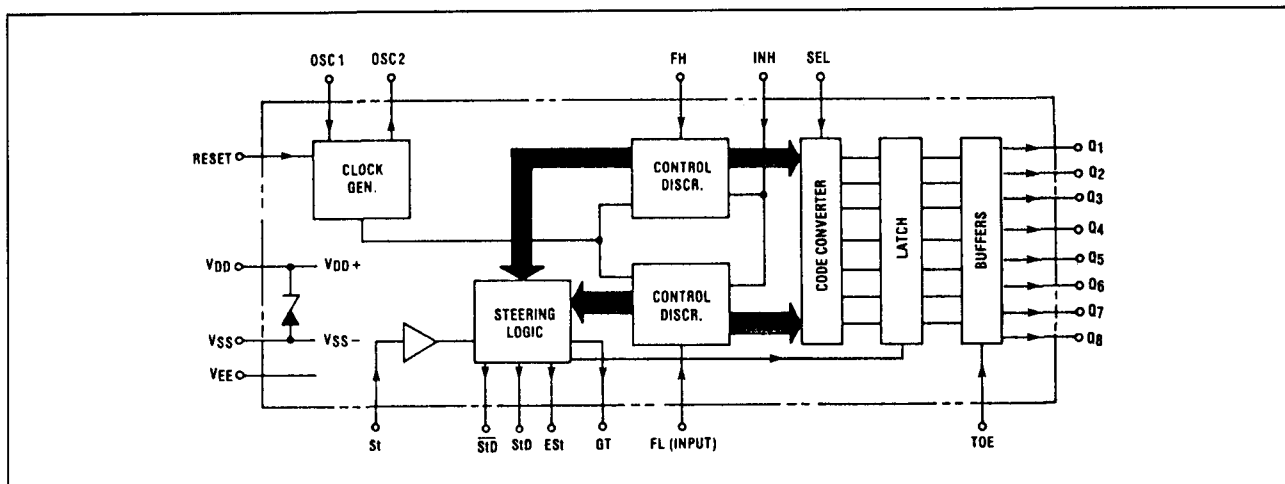 OSC1 OSC2 FH INH SEL
RESET
CLOCK
GEN.
CONTROL
DISCR.
CODE CONVERTER
LATCH
BUFFERS
Q1
Q2
Q3
Q4
Q5
Q6
Q7
Q8
VDD VDD+
VSS VSS-
VEE
STEERING
LOGIC
CONTROL
DISCR.
St S̅t̅D̅ StD ESt GT FL (INPUT) TOE